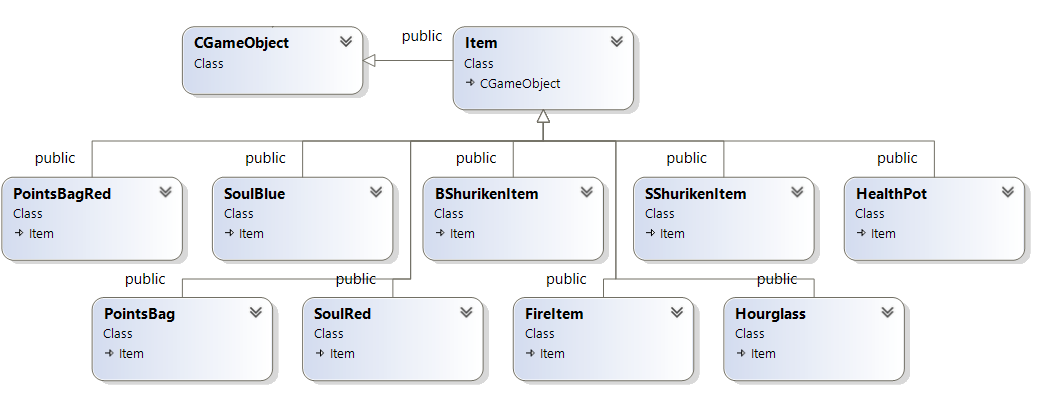 CGameObject
Class
public
Item
Class
CGameObject
public
public
public
public
public
PointsBagRed
Class
Item
SoulBlue
Class
Item
BShurikenItem
Class
Item
SShurikenItem
Class
Item
HealthPot
Class
Item
public
public
public
public
PointsBag
Class
Item
SoulRed
Class
Item
FireItem
Class
Item
Hourglass
Class
Item